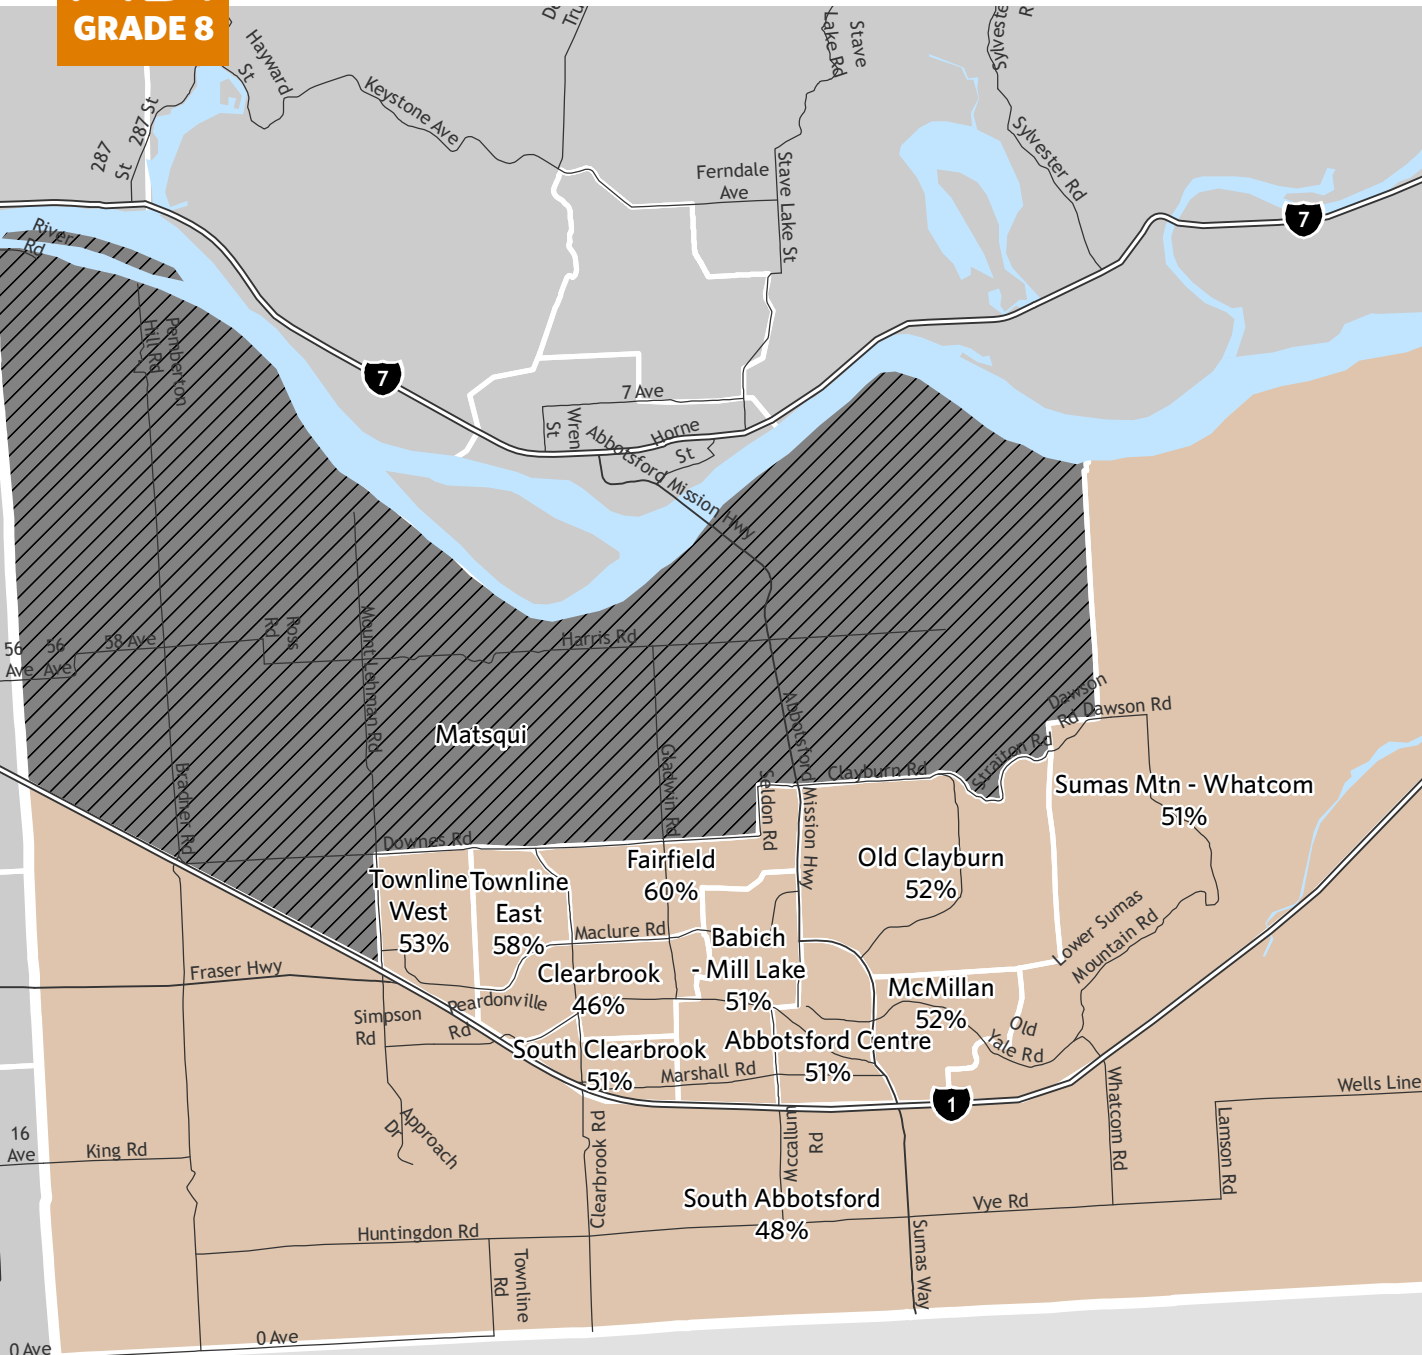 GRADE 8
Hayward
St
Keystone Ave
Stave
Lake Rd
Sylvester Rd
287 St
287
St
Ferndale
Ave
Stave Lake St
7
River
Rd
Pemberton
Hill Rd
7
7 Ave
Wren
St
Horne
St
Abbotsford Mission Hwy
56
Ave
56
Ave
58 Ave
Ross
Rd
Mount Lehman Rd
Harris Rd
Matsqui
Gladwin Rd
Abbotsford Mission Hwy
Dawson
Rd
Dawson Rd
Straiton Rd
Clayburn Rd
Seldon Rd
Bradner Rd
Downes Rd
Sumas Mtn - Whatcom
51%
Fairfield
60%
Old Clayburn
52%
Townline
West
53%
Townline
East
58%
Maclure Rd
Babich
- Mill Lake
51%
Lower Sumas
Mountain Rd
Clearbrook
46%
McMillan
52%
Fraser Hwy
Peardonville
Rd
Simpson
Rd
Old
Yale Rd
South Clearbrook
51%
Abbotsford Centre
51%
Marshall Rd
1
Wells Line
16
Ave
King Rd
Approach
Dr
Clearbrook Rd
Mccallum
Rd
Whatcom Rd
Lamson Rd
South Abbotsford
48%
Vye Rd
Huntingdon Rd
Townline
Rd
Sumas Way
0 Ave
0 Ave